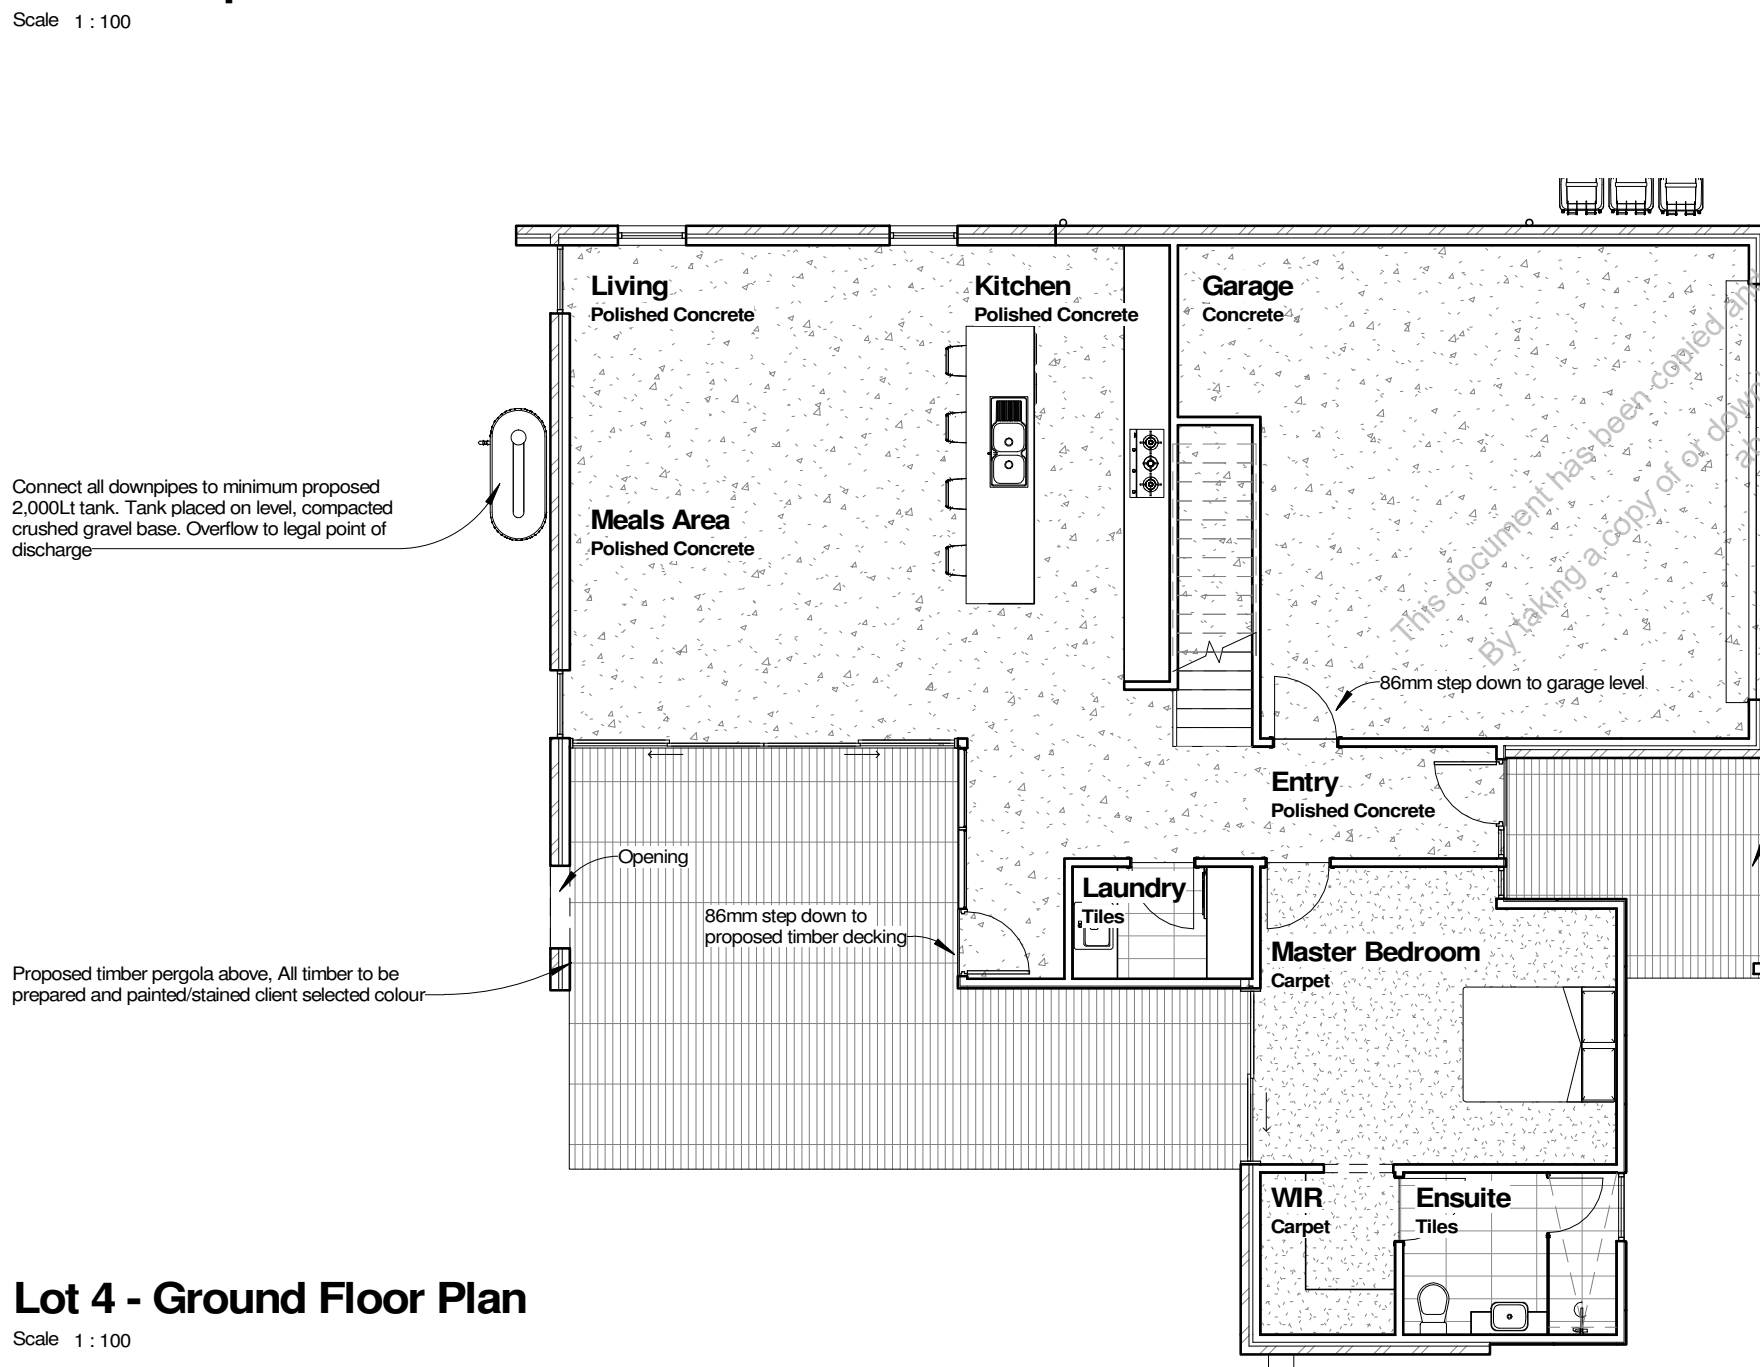 Scale 1 : 100
Living
Polished Concrete
Kitchen
Polished Concrete
Garage
Concrete
This document has been copied and
By taking a copy of or down
Connect all downpipes to minimum proposed
2,000Lt tank. Tank placed on level, compacted
crushed gravel base. Overflow to legal point of
discharge
Meals Area
Polished Concrete
86mm step down to garage level
Entry
Polished Concrete
Opening
Laundry
Tiles
86mm step down to
proposed timber decking
Master Bedroom
Carpet
Proposed timber pergola above, All timber to be
prepared and painted/stained client selected colour
WIR
Carpet
Ensuite
Tiles
Lot 4 - Ground Floor Plan
Scale 1 : 100